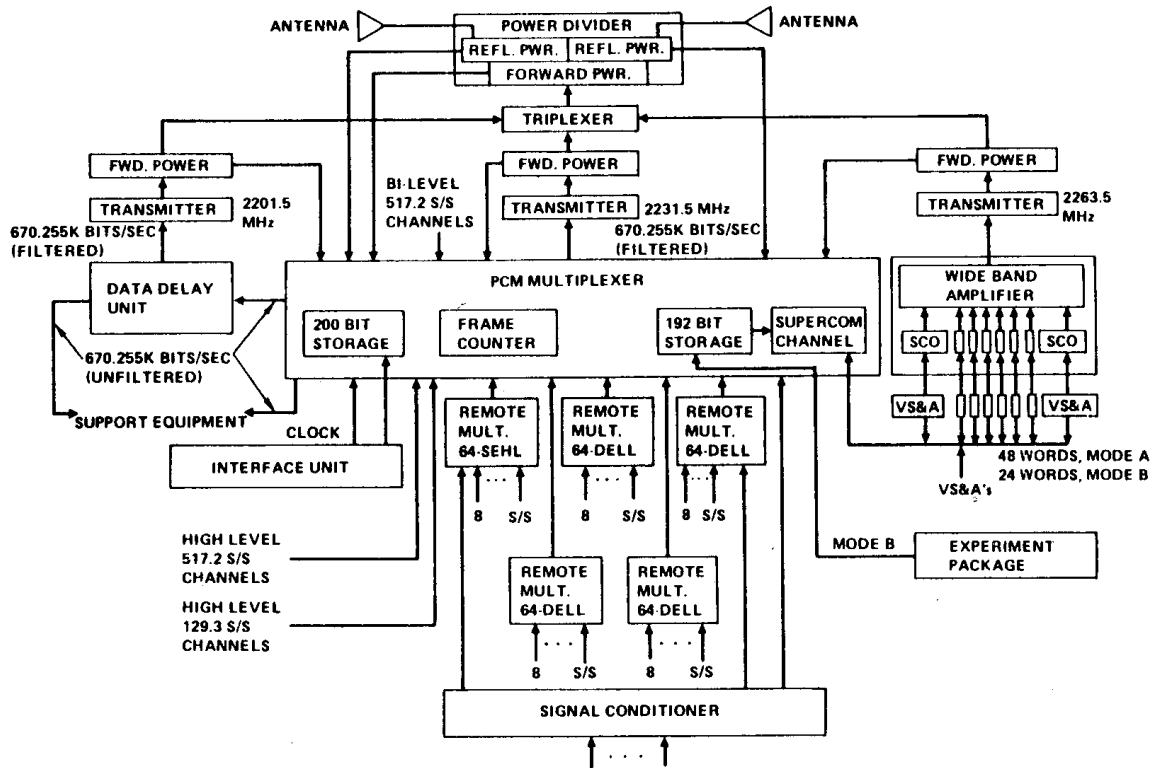 ANTENNA
POWER DIVIDER
ANTENNA
REFL. PWR.
REFL. PWR.
FORWARD PWR.
TRIPLEXER
FWD. POWER
FWD. POWER
FWD. POWER
BI-LEVEL
517.2 S/S
CHANNELS
TRANSMITTER
2201.5
MHz
TRANSMITTER
2231.5 MHz
670.255K BITS/SEC
(FILTERED)
TRANSMITTER
2263.5
MHz
670.255K BITS/SEC
(FILTERED)
DATA DELAY
UNIT
PCM MULTIPLEXER
WIDE BAND
AMPLIFIER
200 BIT
STORAGE
FRAME
COUNTER
192 BIT
STORAGE
SUPERCOM
CHANNEL
SCO
SCO
670.255K BITS/SEC
(UNFILTERED)
VS&A
VS&A
SUPPORT EQUIPMENT
CLOCK
REMOTE
MULT.
64-SEHL
REMOTE
MULT.
64-DELL
REMOTE
MULT.
64-DELL
INTERFACE UNIT
48 WORDS, MODE A
24 WORDS, MODE B
VS&A's
8 ... S/S
8 ... S/S
8 ... S/S
HIGH LEVEL
517.2 S/S
CHANNELS
MODE B
EXPERIMENT
PACKAGE
REMOTE
MULT.
64-DELL
REMOTE
MULT.
64-DELL
HIGH LEVEL
129.3 S/S
CHANNELS
8 ... S/S
8 ... S/S
SIGNAL CONDITIONER
...